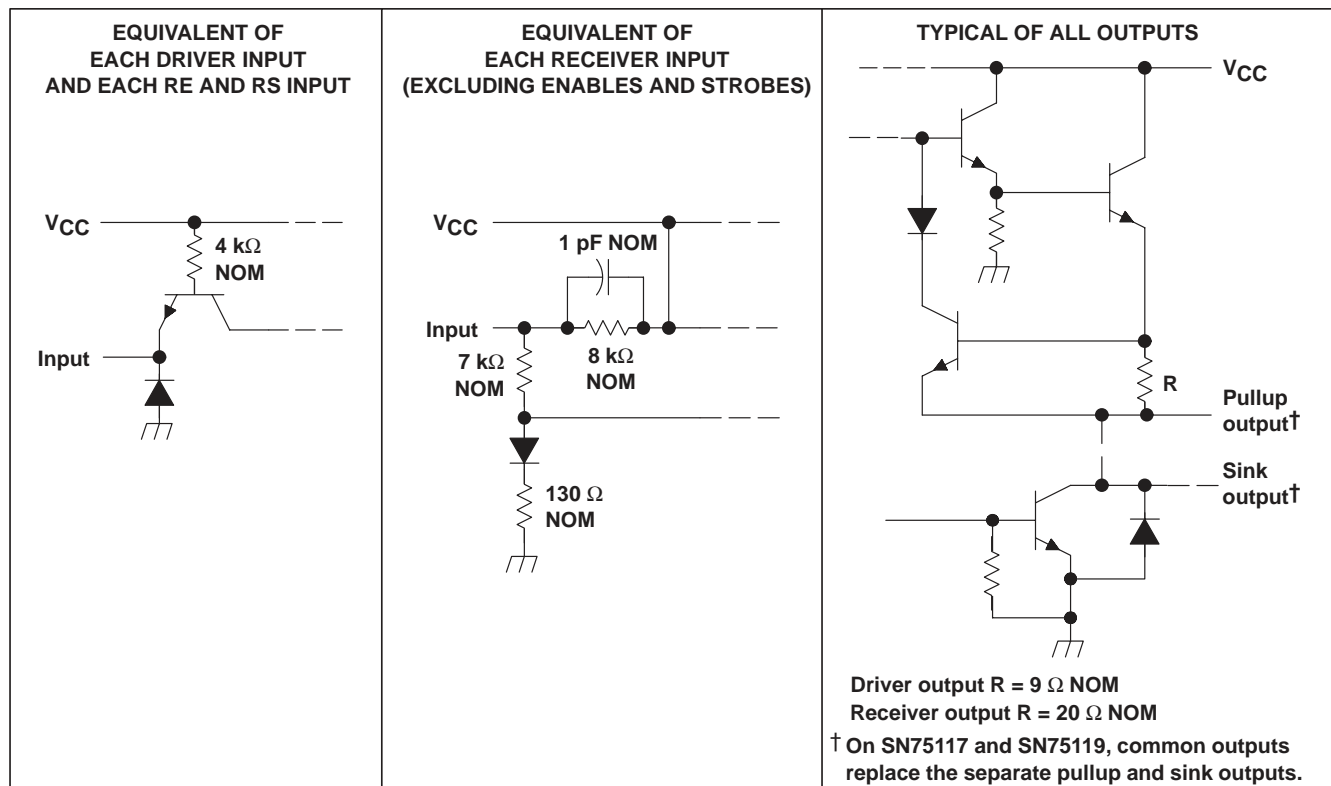 EQUIVALENT OF
EACH DRIVER INPUT
AND EACH RE AND RS INPUT
VCC
4 kΩ
NOM
Input
EQUIVALENT OF
EACH RECEIVER INPUT
(EXCLUDING ENABLES AND STROBES)
VCC
1 pF NOM
Input
7 kΩ
NOM
8 kΩ
NOM
130 Ω
NOM
TYPICAL OF ALL OUTPUTS
VCC
R
Pullup
output†
Sink
output†
Driver output R = 9 Ω NOM
Receiver output R = 20 Ω NOM
† On SN75117 and SN75119, common outputs
replace the separate pullup and sink outputs.